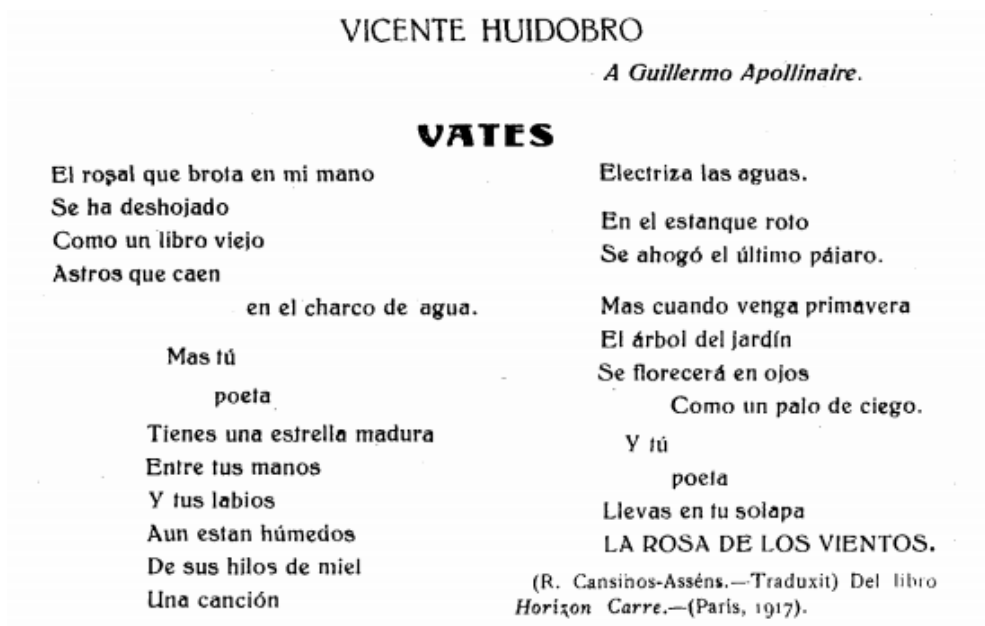 VICENTE HUIDOBRO
A Guillermo Apollinaire.
VATES
El rosal que brota en mi mano
Se ha deshojado
Como un libro viejo
Astros que caen
en el charco de agua.
Mas tú
poeta
Tienes una estrella madura
Entre tus manos
Y tus labios
Aun estan húmedos
De sus hilos de miel
Una canción
Electriza las aguas.
En el estanque roto
Se ahogó el último pájaro.
Mas cuando venga primavera
El árbol del jardín
Se florecerá en ojos
Como un palo de ciego.
Y tú
poeta
Llevas en tu solapa
LA ROSA DE LOS VIENTOS.
(R. Cansinos-Asséns.—Traduxit) Del libro
Horizon Carre.—(París, 1917).